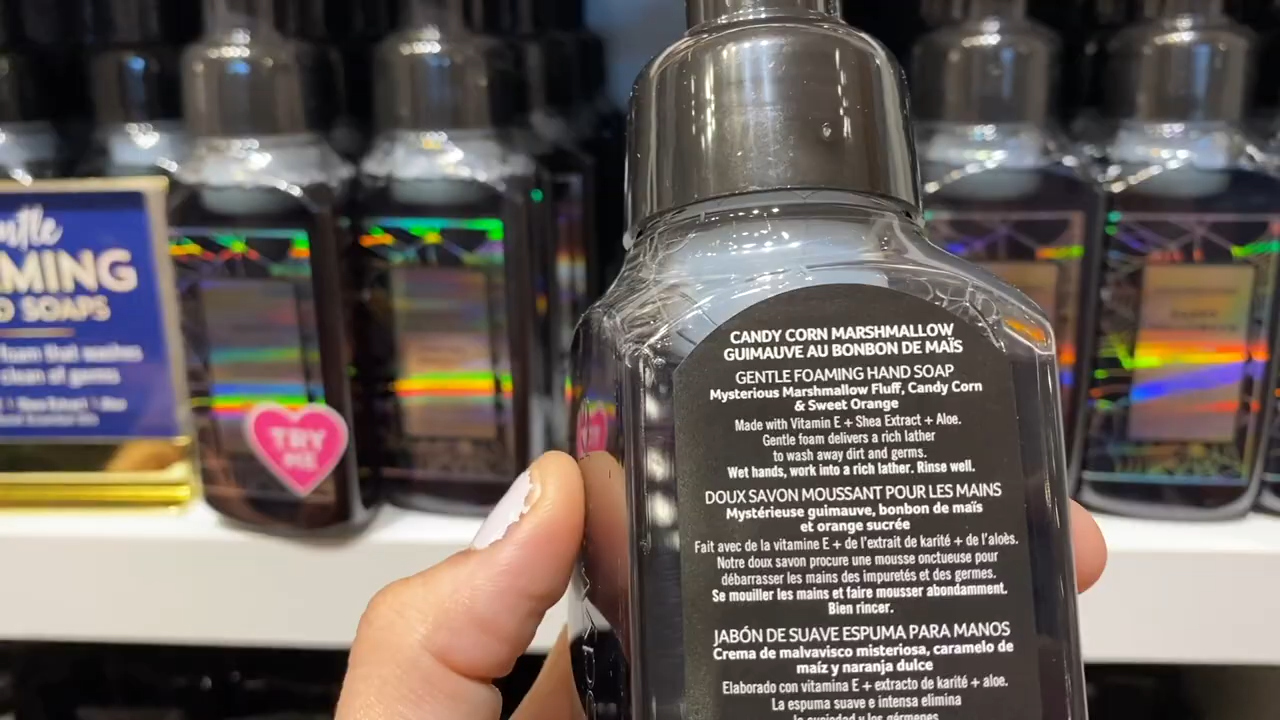 AMING
SOAPS
foam that washes
clean of germs
TRY
ME
CANDY CORN MARSHMALLOW
GUIMAUVE AU BONBON DE MAÏS
GENTLE FOAMING HAND SOAP
Mysterious Marshmallow Fluff, Candy Corn
& Sweet Orange
Made with Vitamin E + Shea Extract + Aloe.
Gentle foam delivers a rich lather
to wash away dirt and germs.
Wet hands, work into a rich lather. Rinse well.
DOUX SAVON MOUSSANT POUR LES MAINS
Mystérieuse guimauve, bonbon de maïs
et orange sucrée
Fait avec de la vitamine E + de l'extrait de karité + de l'aloès.
Notre doux savon procure une mousse onctueuse pour
débarrasser les mains des impuretés et des germes.
Se mouiller les mains et faire mousser abondamment.
Bien rincer.
JABÓN DE SUAVE ESPUMA PARA MANOS
Crema de malvavisco misteriosa, caramelo de
maíz y naranja dulce
Elaborado con vitamina E + extracto de karité + aloe.
La espuma suave e intensa elimina
la suciedad y los gérmenes